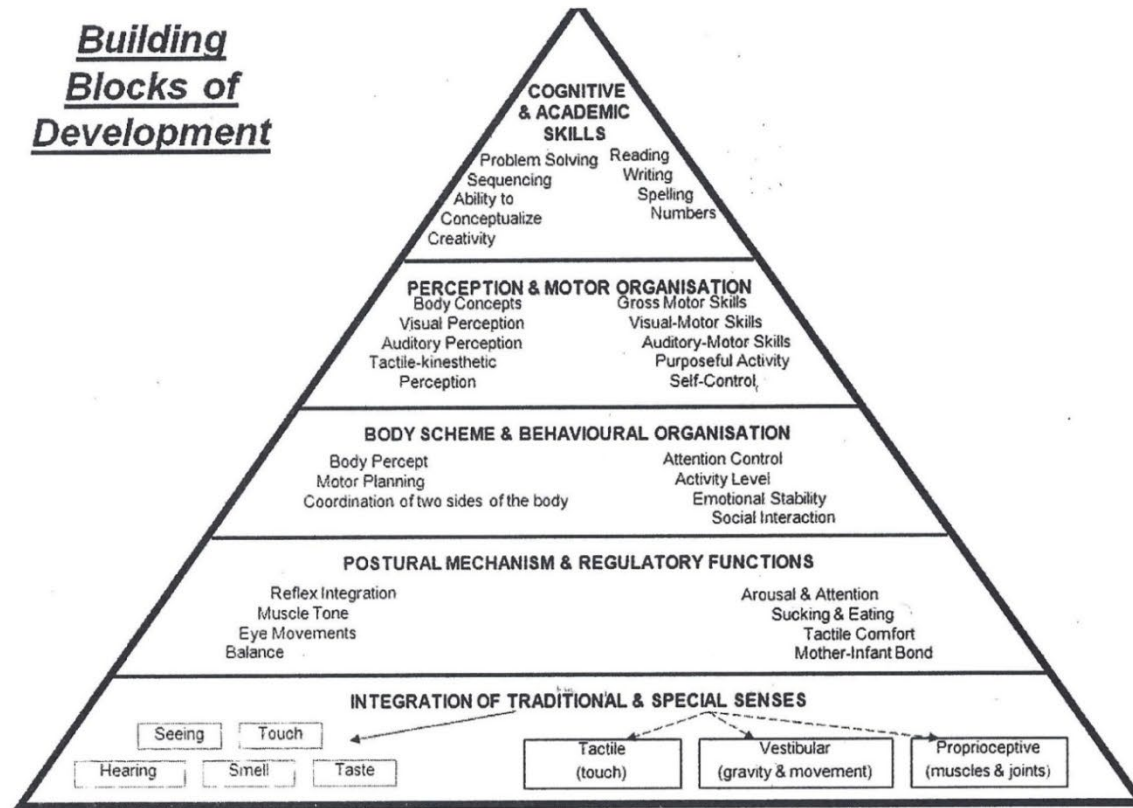 Building
Blocks of
Development
COGNITIVE
& ACADEMIC
SKILLS
Problem Solving
Sequencing
Ability to
Conceptualize
Creativity
Reading
Writing
Spelling
Numbers
PERCEPTION & MOTOR ORGANISATION
Body Concepts
Visual Perception
Auditory Perception
Tactile-kinesthetic
Perception
Gross Motor Skills
Visual-Motor Skills
Auditory-Motor Skills
Purposeful Activity
Self-Control
BODY SCHEME & BEHAVIOURAL ORGANISATION
Body Percept
Motor Planning
Coordination of two sides of the body
Attention Control
Activity Level
Emotional Stability
Social Interaction
POSTURAL MECHANISM & REGULATORY FUNCTIONS
Reflex Integration
Muscle Tone
Eye Movements
Balance
Arousal & Attention
Sucking & Eating
Tactile Comfort
Mother-Infant Bond
INTEGRATION OF TRADITIONAL & SPECIAL SENSES
Seeing
Touch
Hearing
Smell
Taste
Tactile
(touch)
Vestibular
(gravity & movement)
Proprioceptive
(muscles & joints)